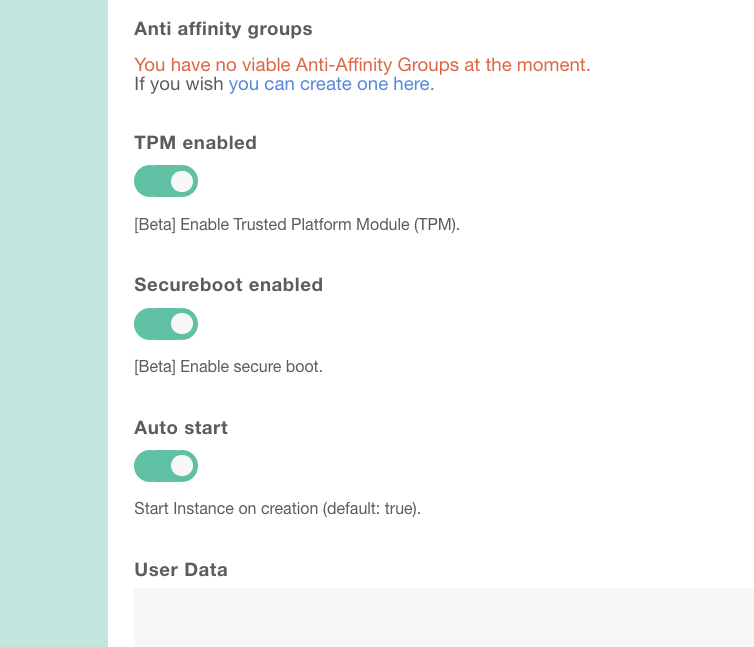 Anti affinity groups
You have no viable Anti-Affinity Groups at the moment.
If you wish you can create one here.
TPM enabled
[Beta] Enable Trusted Platform Module (TPM).
Secureboot enabled
[Beta] Enable secure boot.
Auto start
Start Instance on creation (default: true).
User Data